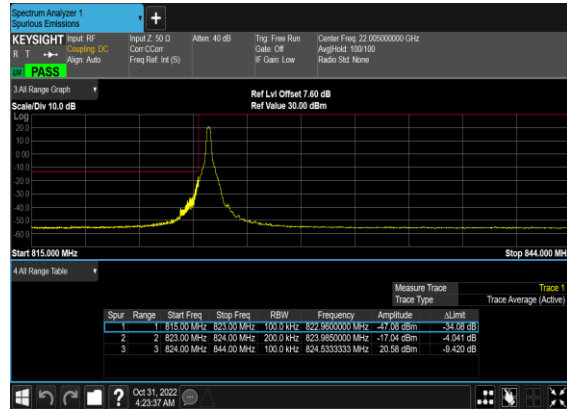 Spectrum Analyzer 1
Spurious Emissions
KEYSIGHT Input: RF Input Z: 50 Ω Atten: 40 dB Trig: Free Run Center Freq: 22.005000000 GHz
R T Coupling: DC Corr CCorr Gate: Off Avg|Hold: 100/100
Align: Auto Freq Ref: Int (S) IF Gain: Low Radio Std: None
PASS
3 All Range Graph
Ref Lvl Offset 7.60 dB
Scale/Div 10.0 dB Ref Value 30.00 dBm
Log
20.0
10.0
0.00
-10.0
-20.0
-30.0
-40.0
-50.0
-60.0
Start 815.000 MHz Stop 844.000 MH
4 All Range Table
Measure Trace Trace 1
Trace Type Trace Average (Active)
Spur Range Start Freq Stop Freq RBW Frequency Amplitude ΔLimit
1 1 815.00 MHz 823.00 MHz 100.0 kHz 822.9600000 MHz -47.08 dBm -34.08 dB
2 2 823.00 MHz 824.00 MHz 200.0 kHz 823.9850000 MHz -17.04 dBm -4.041 dB
3 3 824.00 MHz 844.00 MHz 100.0 kHz 824.5333333 MHz 20.58 dBm -9.420 dB
? Oct 31, 2022
4:23:37 AM